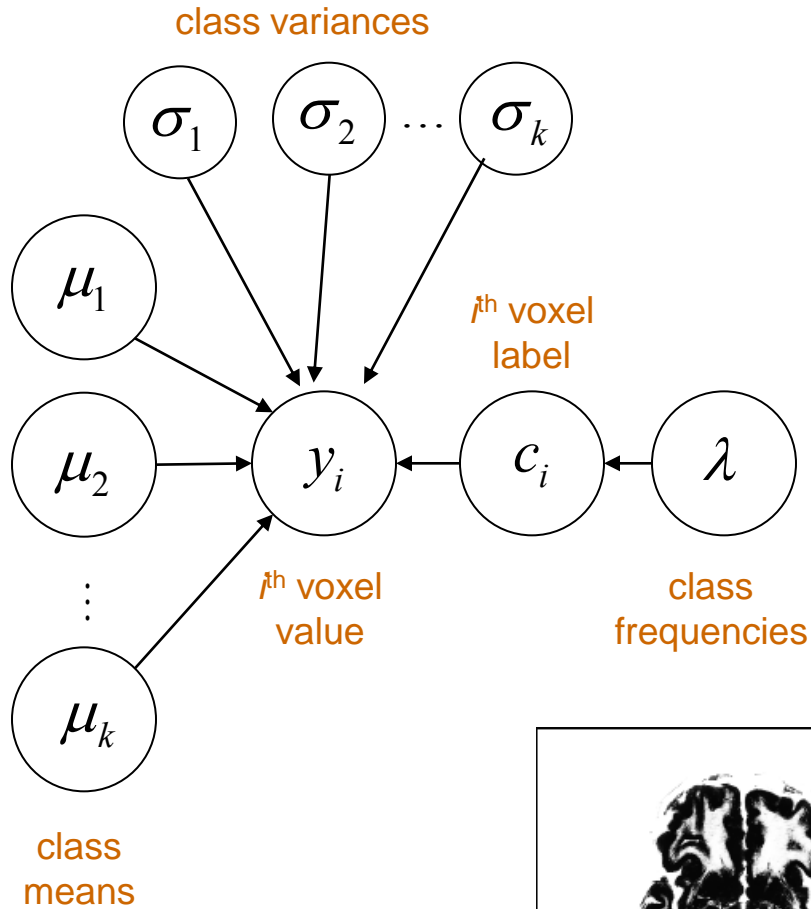 class variances
σ₁ σ₂ … σₖ
μ₁
iᵗʰ voxel
label
μ₂ yᵢ cᵢ λ
⋮
iᵗʰ voxel
value
class
frequencies
μₖ
class
means